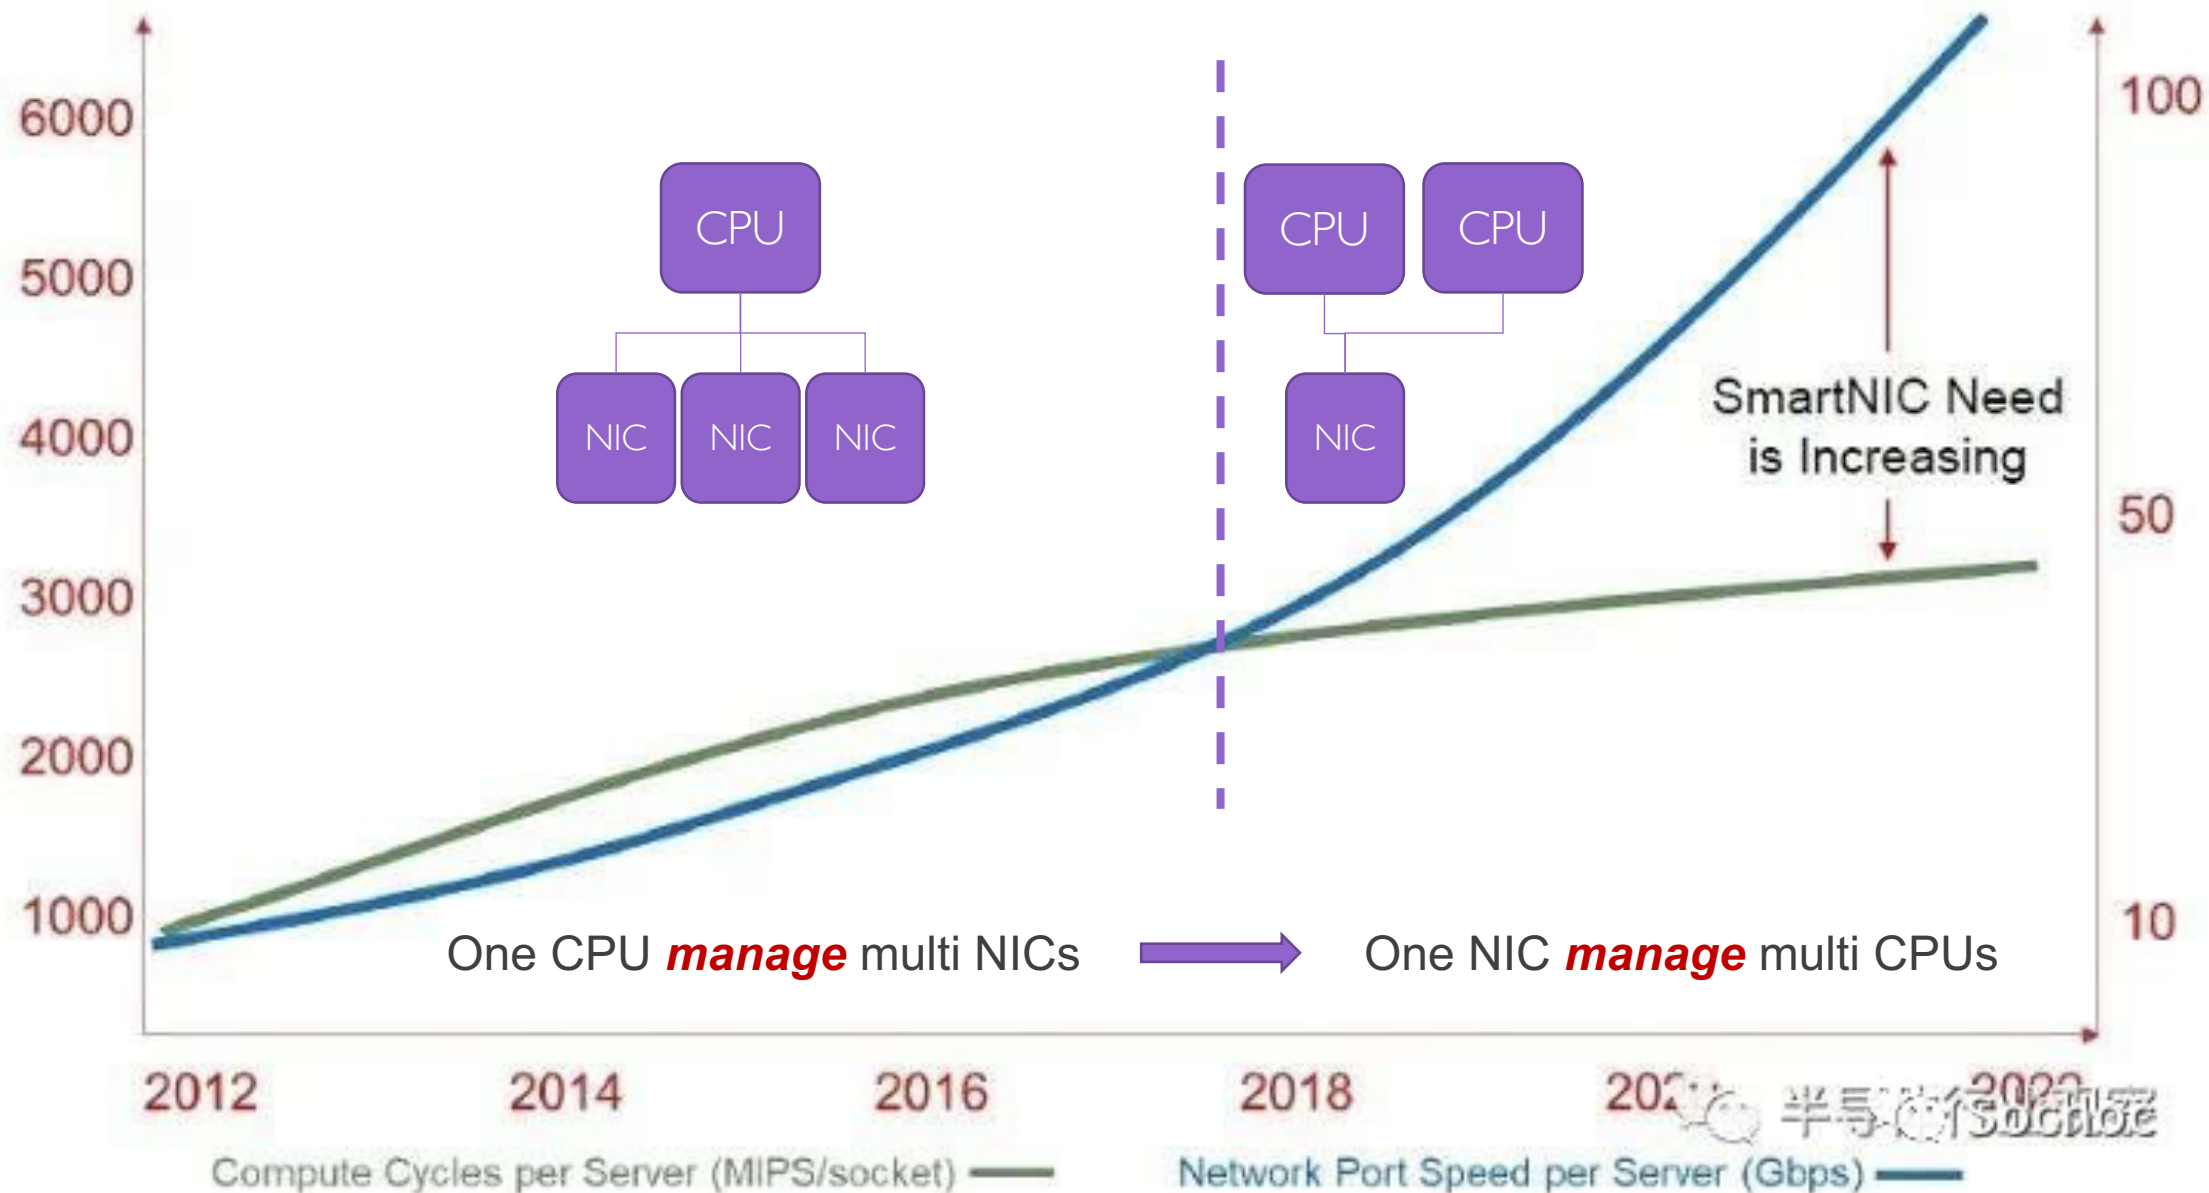 6000
5000
4000
3000
2000
1000
100
50
10
CPU
NIC NIC NIC
CPU CPU
NIC
SmartNIC Need
is Increasing
One CPU manage multi NICs
One NIC manage multi CPUs
2012 2014 2016 2018
Compute Cycles per Server (MIPS/socket)
Network Port Speed per Server (Gbps)